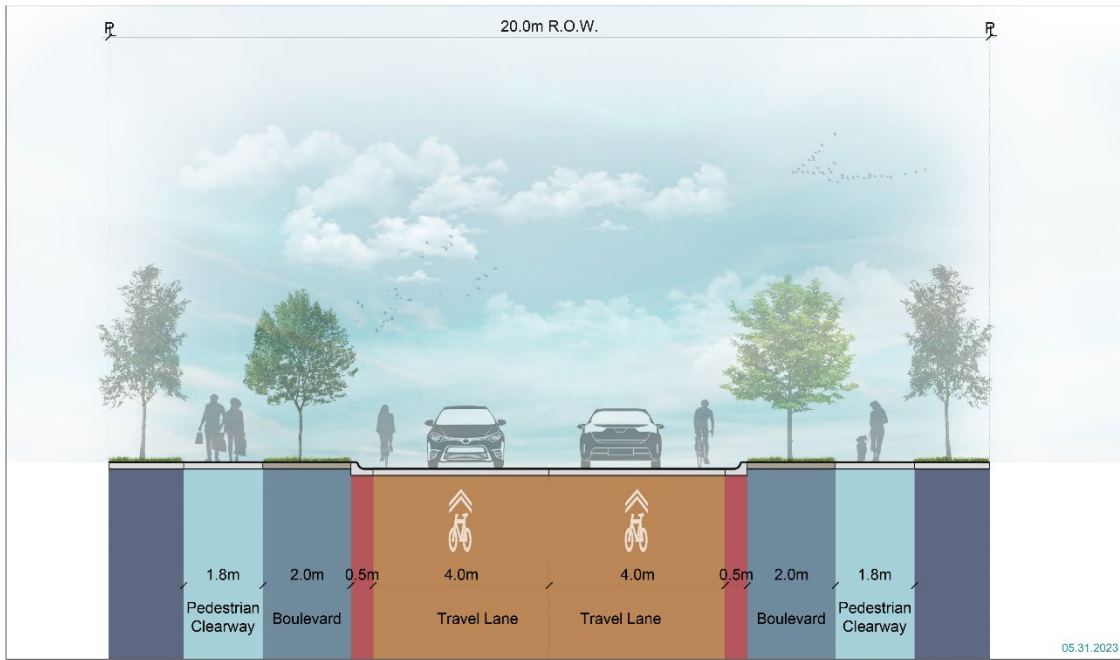 20.0m R.O.W.
1.8m
2.0m
0.5m
4.0m
4.0m
0.5m
2.0m
1.8m
Pedestrian
Clearway
Boulevard
Travel Lane
Travel Lane
Boulevard
Pedestrian
Clearway
05.31.2023